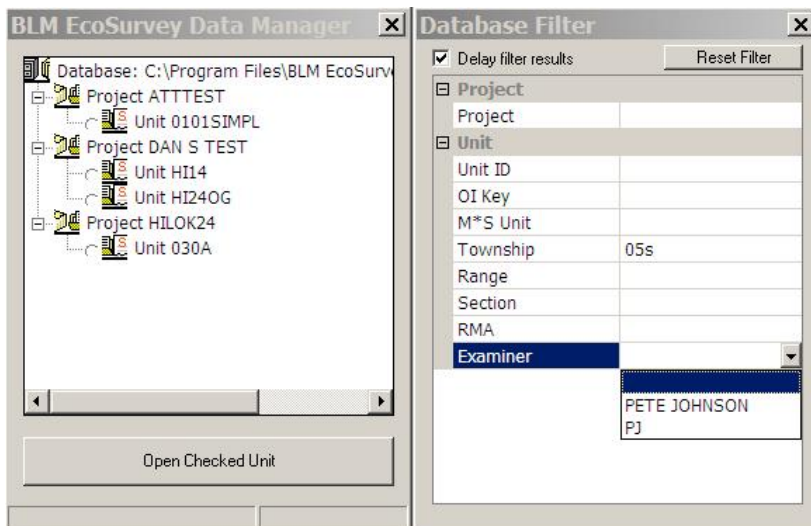 BLM EcoSurvey Data Manager
Database: C:\Program Files\BLM EcoSurv
Project ATTTEST
Unit 0101SIMPL
Project DAN S TEST
Unit HI14
Unit HI24OG
Project HILOK24
Unit 030A
Open Checked Unit
Database Filter
Delay filter results
Reset Filter
Project
Project
Unit
Unit ID
OI Key
M*S Unit
Township 05s
Range
Section
RMA
Examiner
PETE JOHNSON
PJ